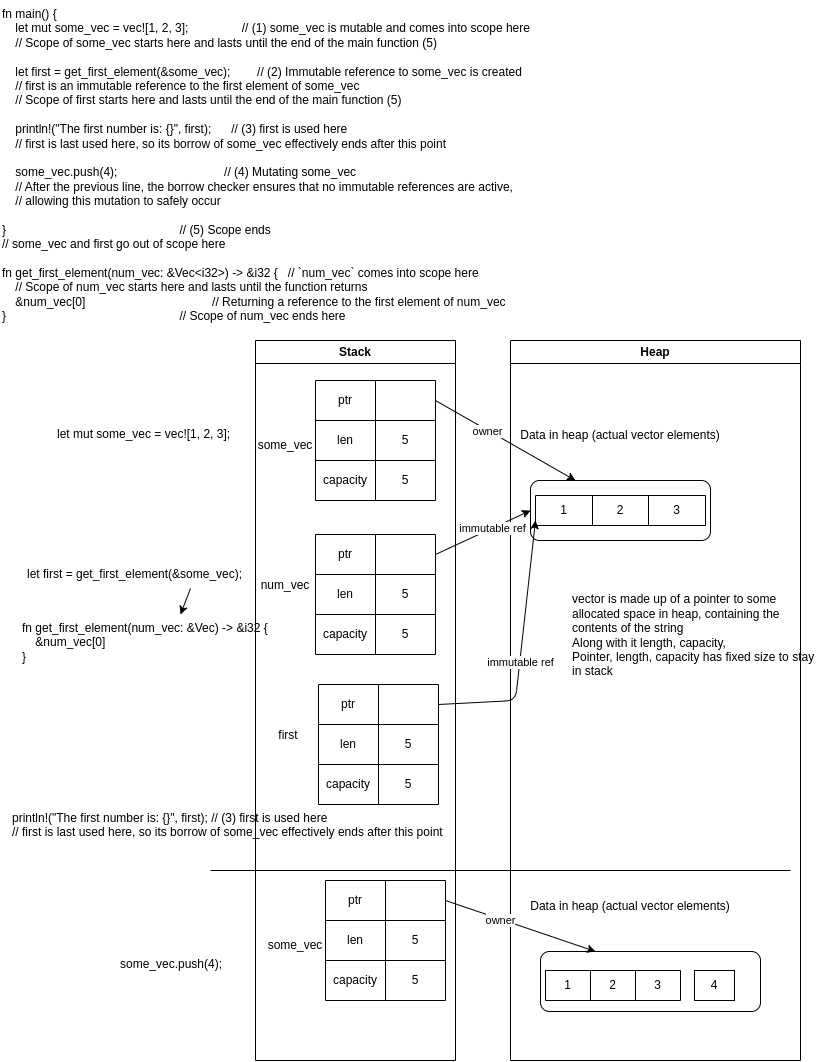 fn main() {
let mut some_vec = vec![1, 2, 3]; // (1) some_vec is mutable and comes into scope here
// Scope of some_vec starts here and lasts until the end of the main function (5)
let first = get_first_element(&some_vec); // (2) Immutable reference to some_vec is created
// first is an immutable reference to the first element of some_vec
// Scope of first starts here and lasts until the end of the main function (5)
println!("The first number is: {}", first); // (3) first is used here
// first is last used here, so its borrow of some_vec effectively ends after this point
some_vec.push(4); // (4) Mutating some_vec
// After the previous line, the borrow checker ensures that no immutable references are active,
// allowing this mutation to safely occur
} // (5) Scope ends
// some_vec and first go out of scope here
fn get_first_element(num_vec: &Vec<i32>) -> &i32 { // `num_vec` comes into scope here
// Scope of num_vec starts here and lasts until the function returns
&num_vec[0] // Returning a reference to the first element of num_vec
} // Scope of num_vec ends here
Stack
Heap
let mut some_vec = vec![1, 2, 3];
some_vec
ptr
len 5
capacity 5
owner
Data in heap (actual vector elements)
1 2 3
let first = get_first_element(&some_vec);
fn get_first_element(num_vec: &Vec) -> &i32 {
&num_vec[0]
}
num_vec
ptr
len 5
capacity 5
immutable ref
vector is made up of a pointer to some
allocated space in heap, containing the
contents of the string
Along with it length, capacity,
Pointer, length, capacity has fixed size to stay
in stack
first
ptr
len 5
capacity 5
immutable ref
println!("The first number is: {}", first); // (3) first is used here
// first is last used here, so its borrow of some_vec effectively ends after this point
some_vec.push(4);
some_vec
ptr
len 5
capacity 5
owner
Data in heap (actual vector elements)
1 2 3 4